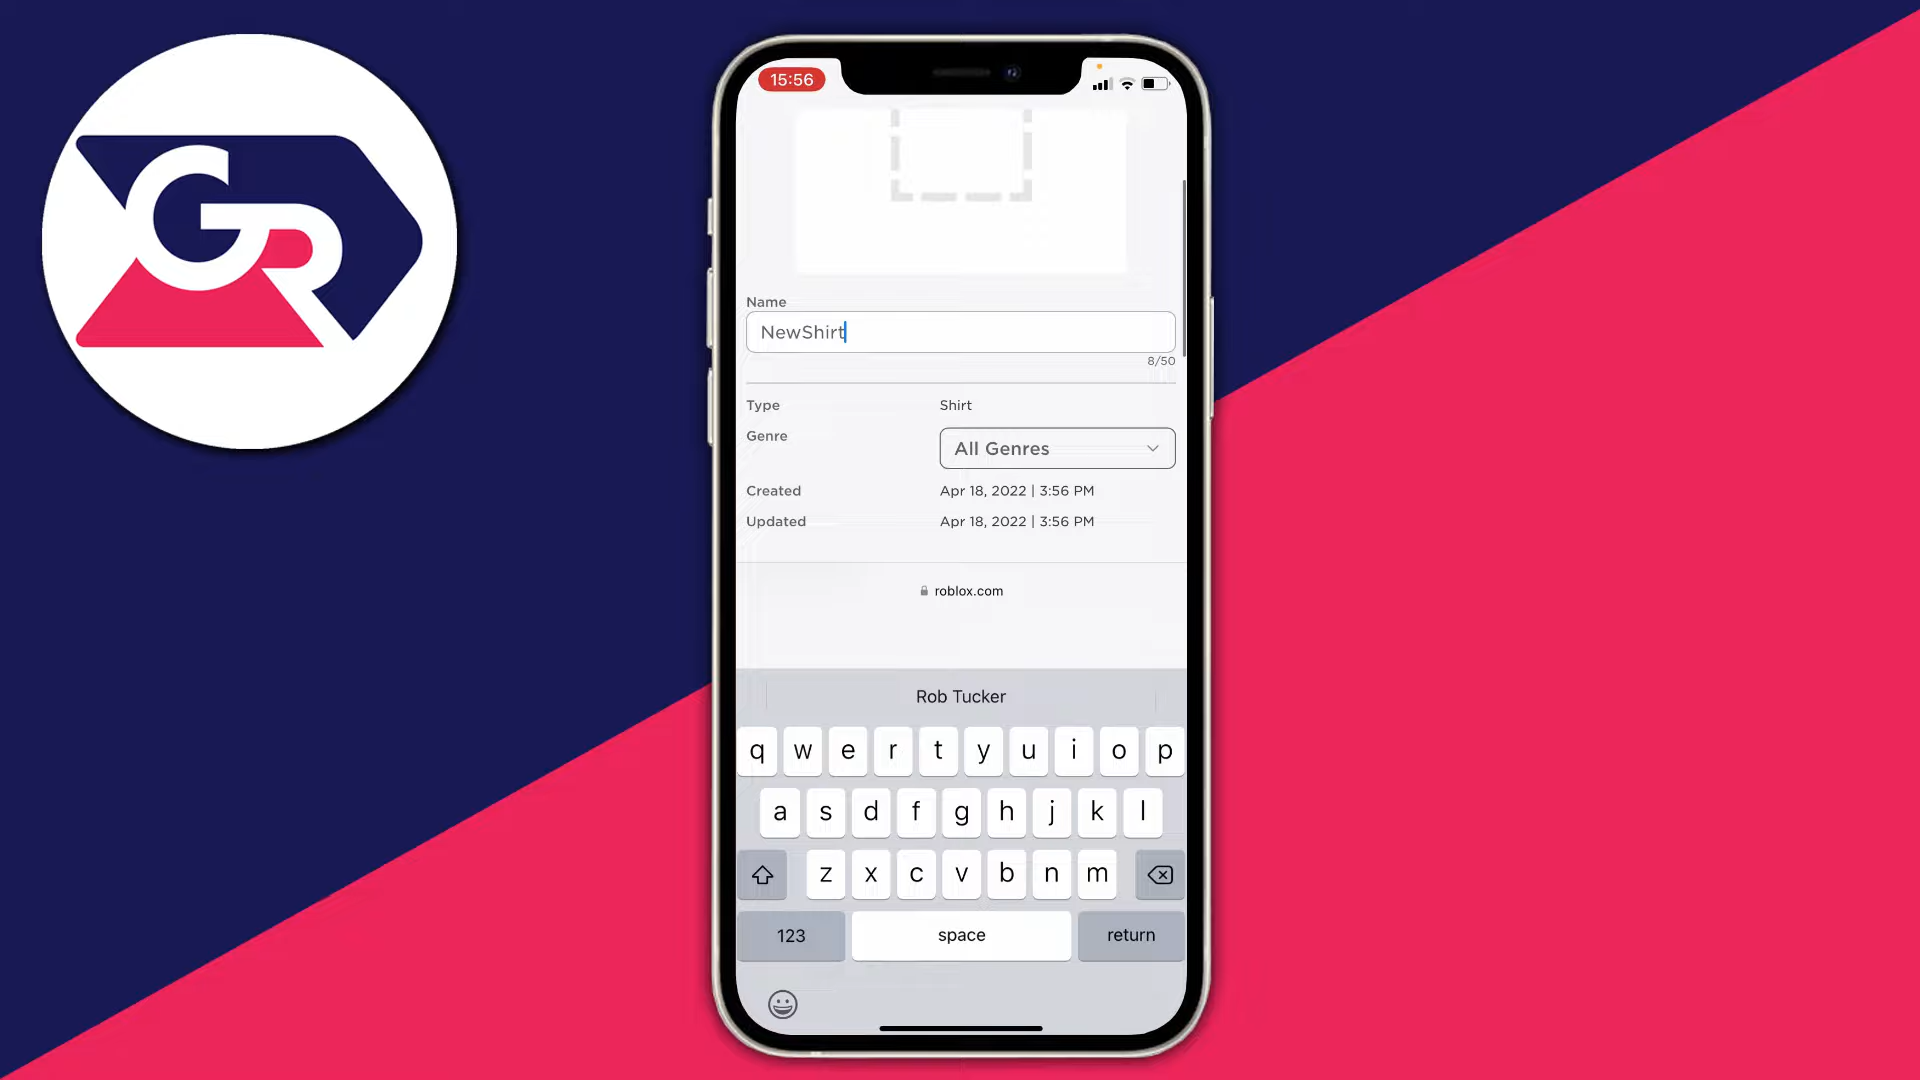 GR
15:56
Name
NewShirt
8/50
Type Shirt
Genre All Genres
Created Apr 18, 2022 | 3:56 PM
Updated Apr 18, 2022 | 3:56 PM
roblox.com
Rob Tucker
q w e r t y u i o p
a s d f g h j k l
z x c v b n m
123 space return